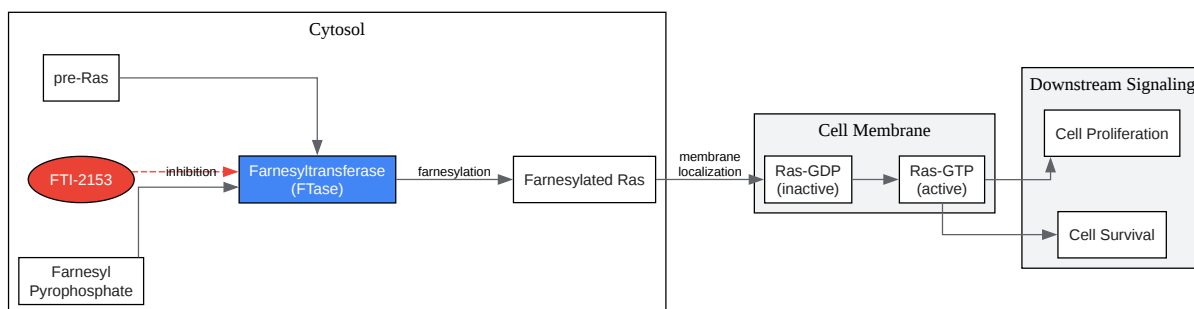 Cytosol
pre-Ras
FTI-2153
inhibition
Farnesyl
Pyrophosphate
Farnesyltransferase
(FTase)
farnesylation
Farnesylated Ras
membrane
localization
Cell Membrane
Ras-GDP
(inactive)
Ras-GTP
(active)
Downstream Signaling
Cell Proliferation
Cell Survival